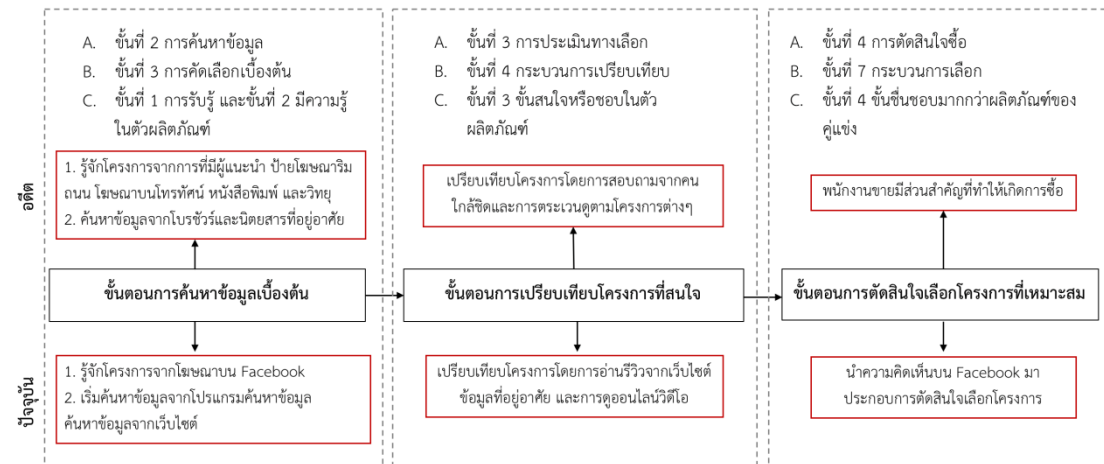 A. ขั้นที่ 2 การค้นหาข้อมูล
B. ขั้นที่ 3 การคัดเลือกเบื้องต้น
C. ขั้นที่ 1 การรับรู้ และขั้นที่ 2 มีความรู้
ในตัวผลิตภัณฑ์
A. ขั้นที่ 3 การประเมินทางเลือก
B. ขั้นที่ 4 กระบวนการเปรียบเทียบ
C. ขั้นที่ 3 ขั้นสนใจหรือชอบในตัว
ผลิตภัณฑ์
A. ขั้นที่ 4 การตัดสินใจซื้อ
B. ขั้นที่ 7 กระบวนการเลือก
C. ขั้นที่ 4 ขั้นชื่นชอบมากกว่าผลิตภัณฑ์ของ
คู่แข่ง
อดีต
1. รู้จักโครงการจากการที่มีผู้แนะนำ ป้ายโฆษณาริม
ถนน โฆษณาบนโทรทัศน์ หนังสือพิมพ์ และวิทยุ
2. ค้นหาข้อมูลจากโบรชัวร์และนิตยสารที่อยู่อาศัย
เปรียบเทียบโครงการโดยการสอบถามจากคน
ใกล้ชิดและการตระเวนดูตามโครงการต่างๆ
พนักงานขายมีส่วนสำคัญที่ทำให้เกิดการซื้อ
ขั้นตอนการค้นหาข้อมูลเบื้องต้น
ขั้นตอนการเปรียบเทียบโครงการที่สนใจ
ขั้นตอนการตัดสินใจเลือกโครงการที่เหมาะสม
ปัจจุบัน
1. รู้จักโครงการจากโฆษณาบน Facebook
2. เริ่มค้นหาข้อมูลจากโปรแกรมค้นหาข้อมูล
ค้นหาข้อมูลจากเว็บไซต์
เปรียบเทียบโครงการโดยการอ่านรีวิวจากเว็บไซต์
ข้อมูลที่อยู่อาศัย และการดูออนไลน์วิดีโอ
นำความคิดเห็นบน Facebook มา
ประกอบการตัดสินใจเลือกโครงการ